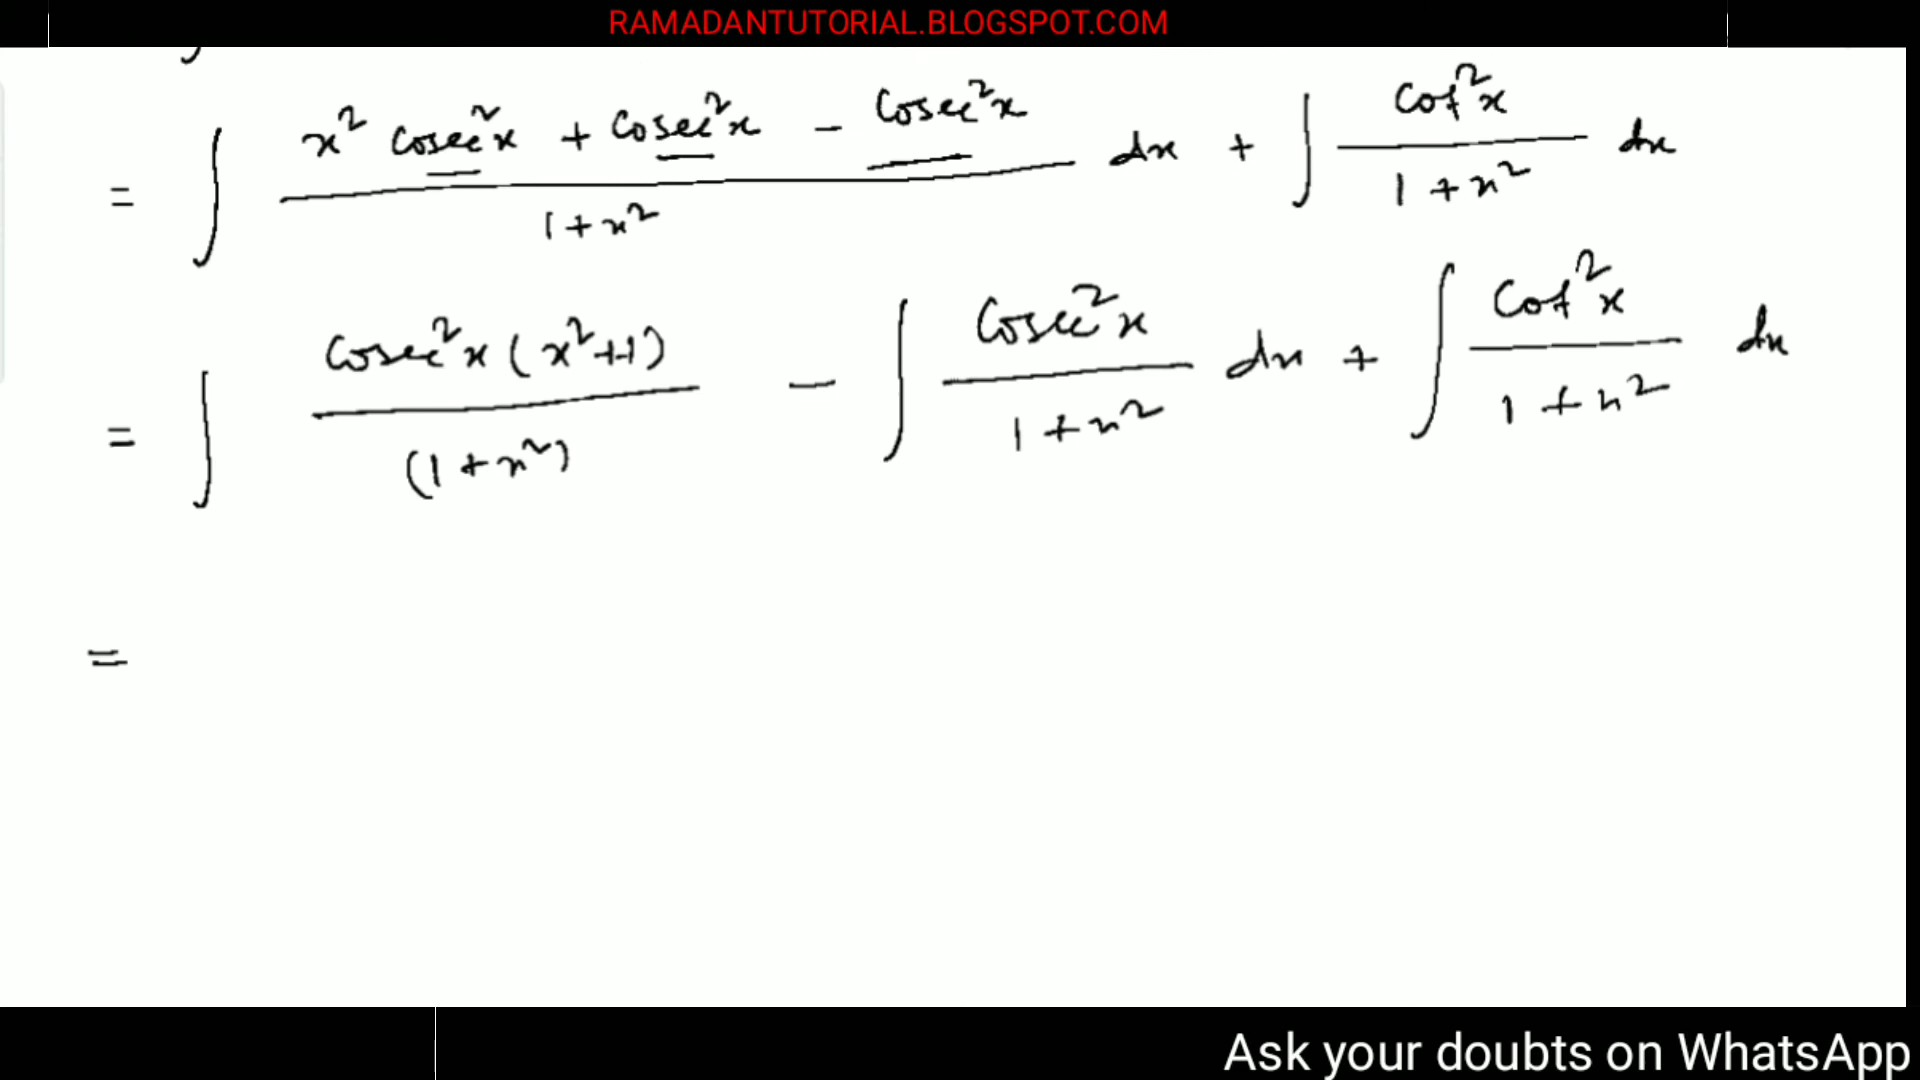 RAMADANTUTORIAL.BLOGSPOT.COM
= ∫ (x² cosec²x + cosec²x − cosec²x)/(1+x²) dx + ∫ cot²x/(1+x²) dx
= ∫ cosec²x (x²+1)/(1+x²) − ∫ cosec²x/(1+x²) dx + ∫ cot²x/(1+x²) dx
=
Ask your doubts on WhatsApp